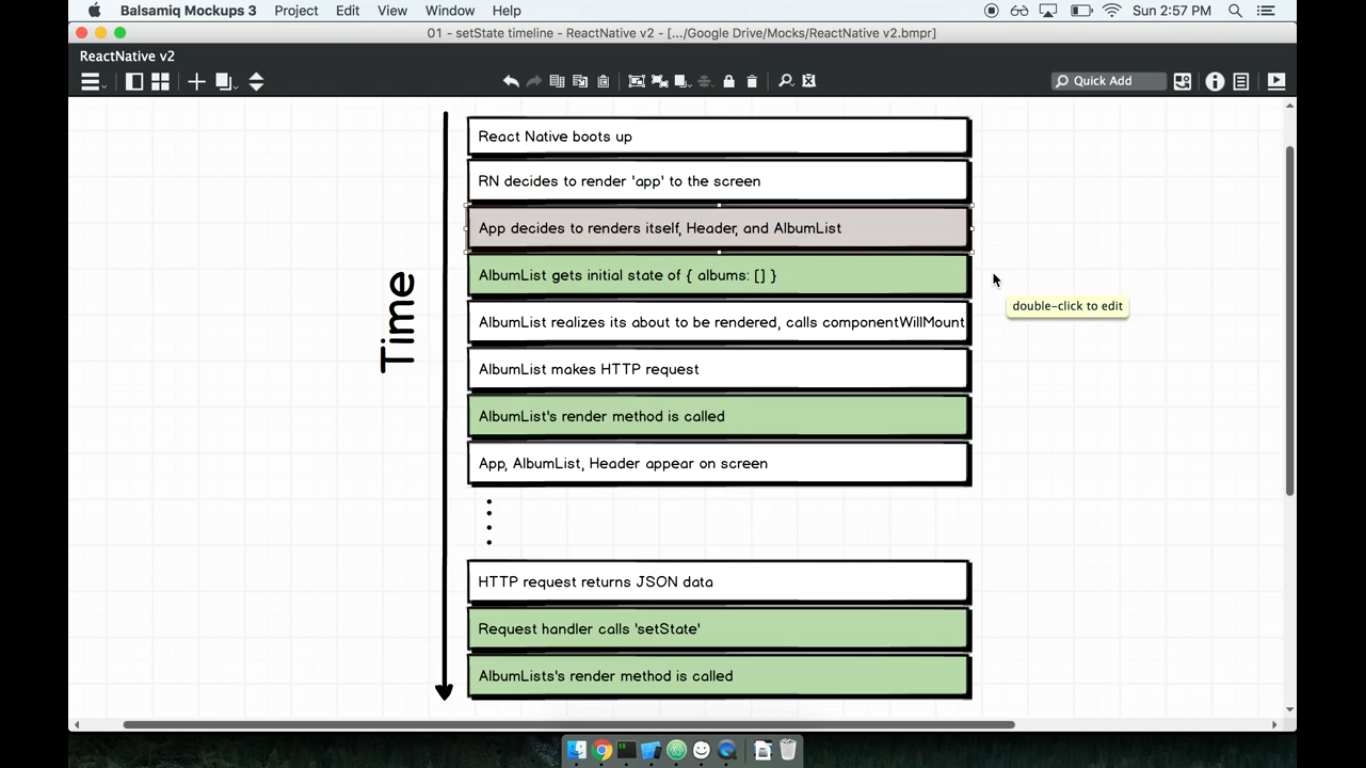 Balsamiq Mockups 3 Project Edit View Window Help Sun 2:57 PM
01 - setState timeline - ReactNative v2 - [.../Google Drive/Mocks/ReactNative v2.bmpr]
ReactNative v2
Quick Add
React Native boots up
RN decides to render 'app' to the screen
App decides to renders itself, Header, and AlbumList
AlbumList gets initial state of { albums: [] }
double-click to edit
AlbumList realizes its about to be rendered, calls componentWillMount
Time
AlbumList makes HTTP request
AlbumList's render method is called
App, AlbumList, Header appear on screen
HTTP request returns JSON data
Request handler calls 'setState'
AlbumLists's render method is called